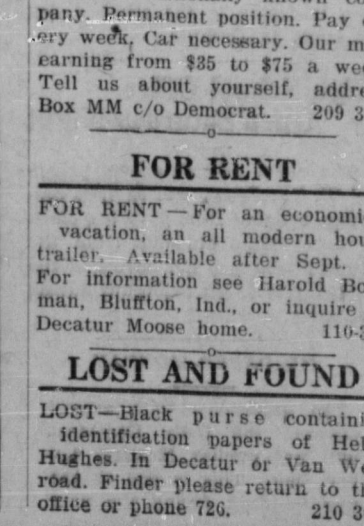 pany. Permanent position. Pay
ery week. Car necessary. Our m
earning from $35 to $75 a wee
Tell us about yourself, addre
Box MM c/o Democrat. 209 3
FOR RENT
FOR RENT—For an economi
vacation, an all modern hou
trailer. Available after Sept.
For information see Harold Bo
man, Bluffton, Ind., or inquire
Decatur Moose home. 110-3
LOST AND FOUND
LOST—Black purse containi
identification papers of Hel
Hughes. In Decatur or Van We
road. Finder please return to th
office or phone 726. 210 3